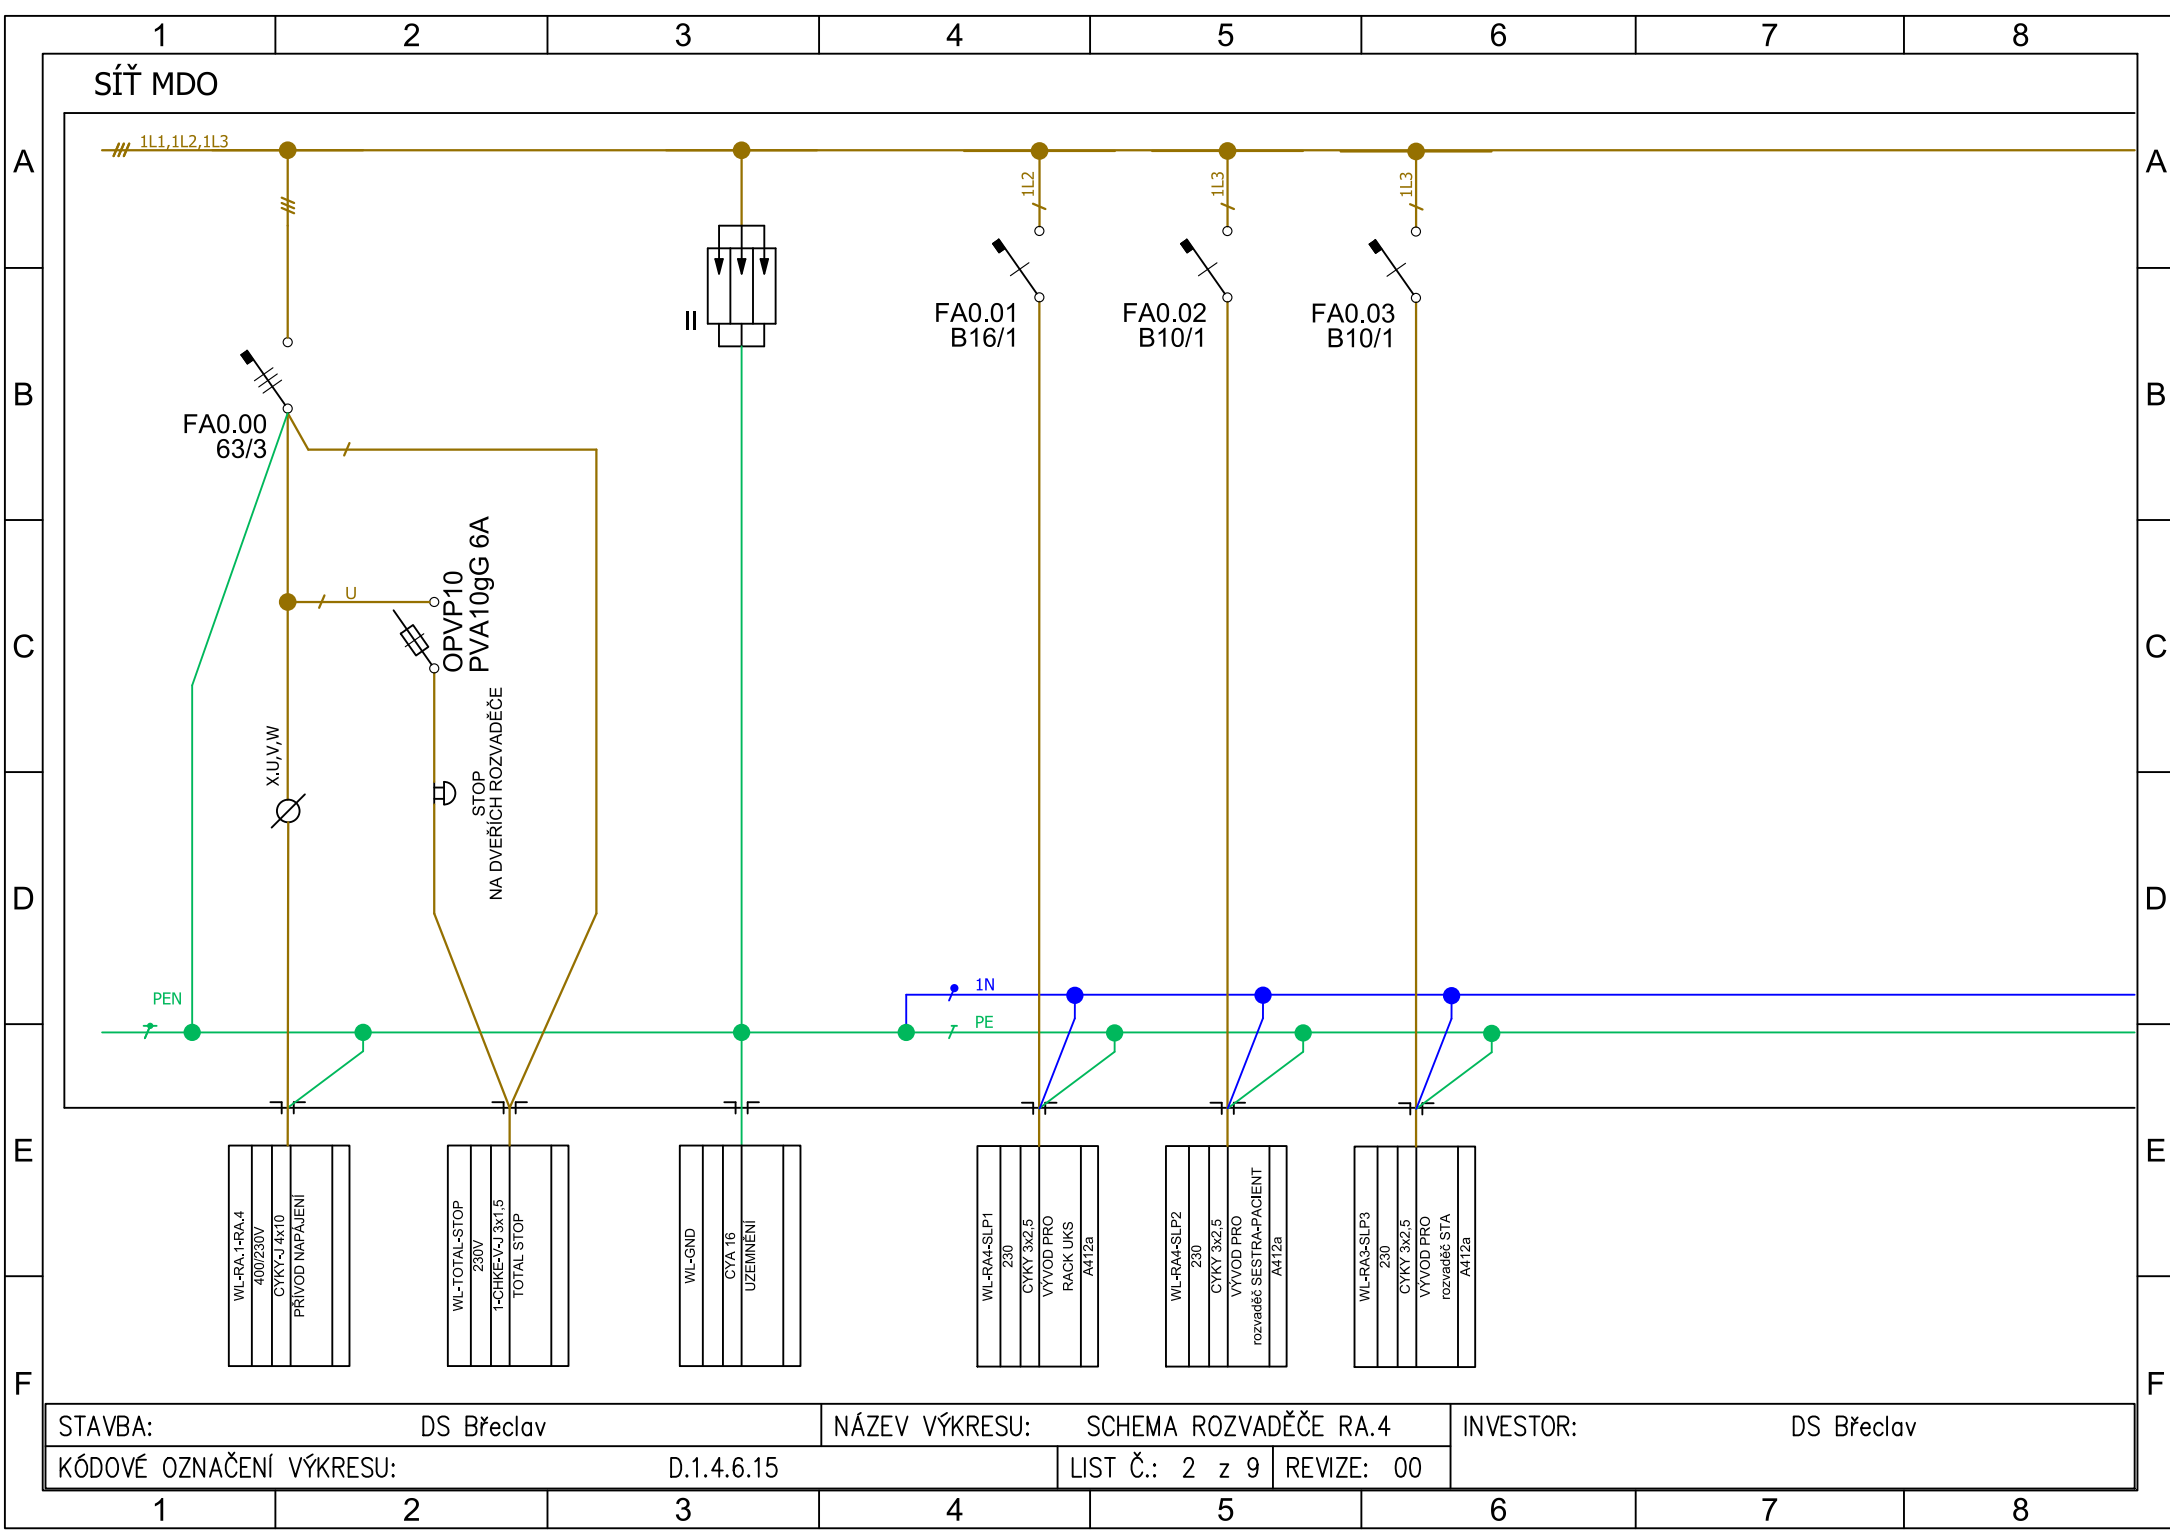 1 2 3 4 5 6 7 8
SÍŤ MDO
A
1L1,1L2,1L3
1L2
1L3
1L3
A
B
FA0.00
63/3
II
FA0.01
B16/1
FA0.02
B10/1
FA0.03
B10/1
B
C
U
OPVP10
PVA10gG 6A
C
X.U,V,W
STOP
NA DVEŘÍCH ROZVADĚČE
D
D
PEN
1N
PE
E
E
WL-RA.1-RA.4
400/230V
CYKY-J 4x10
PŘÍVOD NAPÁJENÍ
WL-TOTAL-STOP
230V
1-CHKE-V-J 3x1,5
TOTAL STOP
WL-GND
CYA 16
UZEMNĚNÍ
WL-RA4-SLP1
230
CYKY 3x2,5
VÝVOD PRO
RACK UKS
A412a
WL-RA4-SLP2
230
CYKY 3x2,5
VÝVOD PRO
rozvaděč SESTRA-PACIENT
A412a
WL-RA3-SLP3
230
CYKY 3x2,5
VÝVOD PRO
rozvaděč STA
A412a
F
F
STAVBA: DS Břeclav
NÁZEV VÝKRESU: SCHEMA ROZVADĚČE RA.4
INVESTOR: DS Břeclav
KÓDOVÉ OZNAČENÍ VÝKRESU: D.1.4.6.15
LIST Č.: 2 z 9
REVIZE: 00
1 2 3 4 5 6 7 8